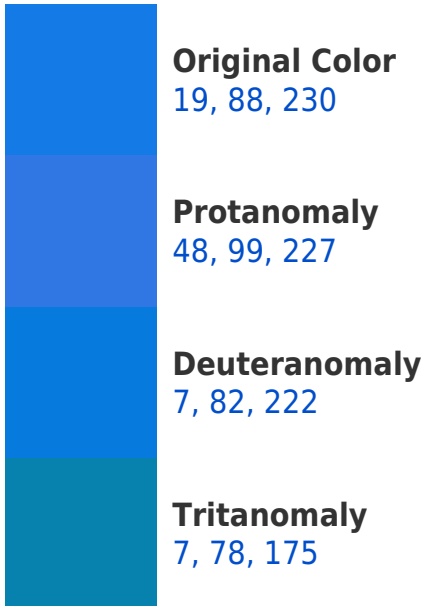 Original Color
19, 88, 230
Protanomaly
48, 99, 227
Deuteranomaly
7, 82, 222
Tritanomaly
7, 78, 175